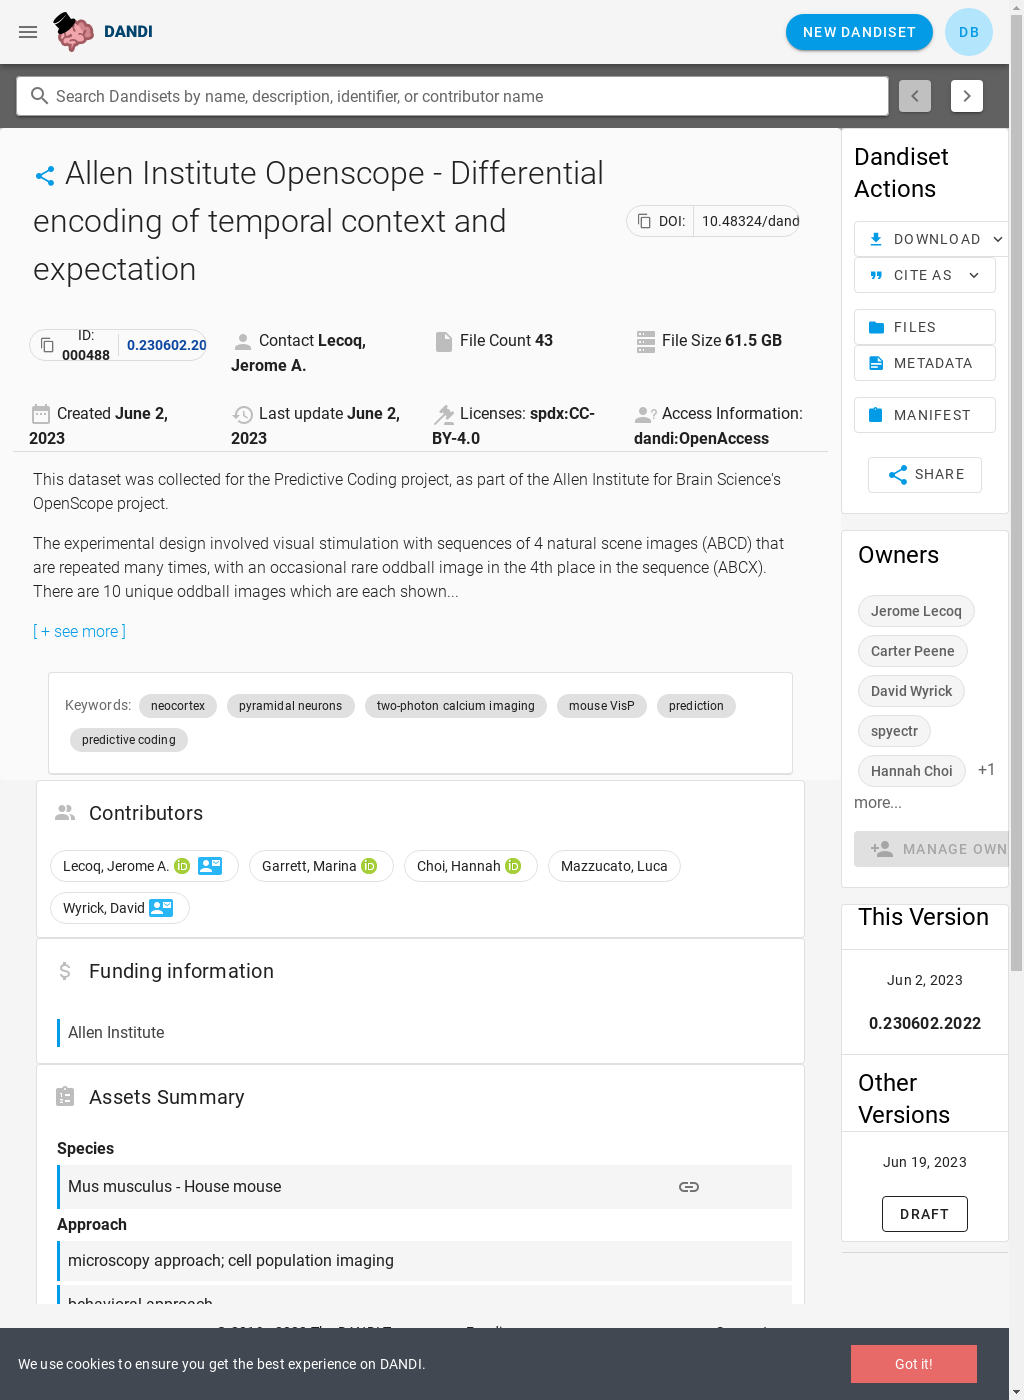 DANDI
NEW DANDISET
DB
Search Dandisets by name, description, identifier, or contributor name
Allen Institute Openscope - Differential
encoding of temporal context and
expectation
DOI: 10.48324/dand
ID:
000488
0.230602.20
Contact Lecoq,
Jerome A.
File Count 43
File Size 61.5 GB
Created June 2,
2023
Last update June 2,
2023
Licenses: spdx:CC-
BY-4.0
Access Information:
dandi:OpenAccess
This dataset was collected for the Predictive Coding project, as part of the Allen Institute for Brain Science's
OpenScope project.
The experimental design involved visual stimulation with sequences of 4 natural scene images (ABCD) that
are repeated many times, with an occasional rare oddball image in the 4th place in the sequence (ABCX).
There are 10 unique oddball images which are each shown...
[ + see more ]
Keywords: neocortex pyramidal neurons two-photon calcium imaging mouse VisP prediction
predictive coding
Contributors
Lecoq, Jerome A. iD Garrett, Marina iD Choi, Hannah iD Mazzucato, Luca
Wyrick, David
Funding information
Allen Institute
Assets Summary
Species
Mus musculus - House mouse
Approach
microscopy approach; cell population imaging
behavioral approach
Dandiset
Actions
DOWNLOAD
CITE AS
FILES
METADATA
MANIFEST
SHARE
Owners
Jerome Lecoq
Carter Peene
David Wyrick
spyectr
Hannah Choi +1
more...
MANAGE OWN
This Version
Jun 2, 2023
0.230602.2022
Other
Versions
Jun 19, 2023
DRAFT
We use cookies to ensure you get the best experience on DANDI.
Got it!